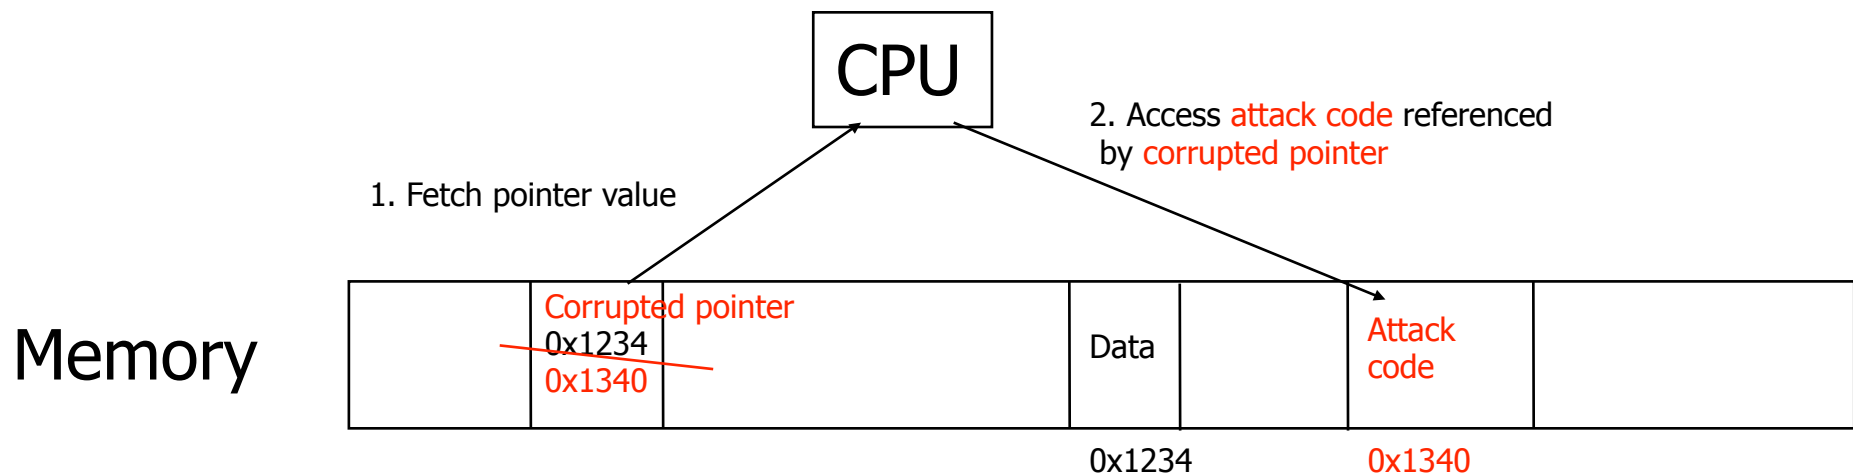 CPU
2. Access attack code referenced
by corrupted pointer
1. Fetch pointer value
Memory
Corrupted pointer
0x1234
0x1340
Data
Attack
code
0x1234
0x1340